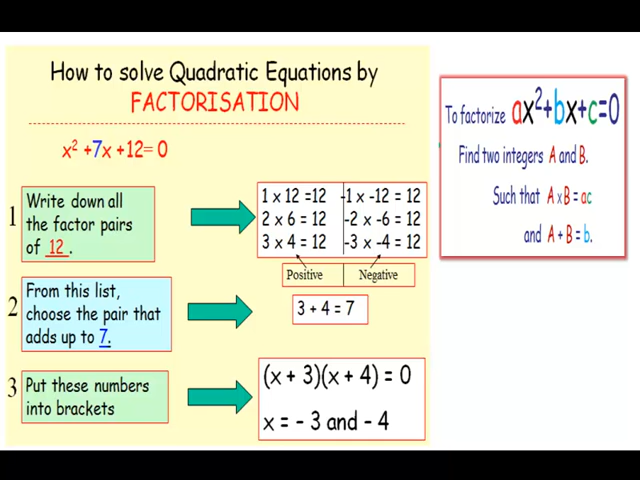 How to solve Quadratic Equations by
FACTORISATION
x² +7x +12= 0
1
Write down all
the factor pairs
of 12 .
1 x 12 =12
2 x 6 = 12
3 x 4 = 12
-1 x -12 = 12
-2 x -6 = 12
-3 x -4 = 12
Positive
Negative
2
From this list,
choose the pair that
adds up to 7.
3 + 4 = 7
3
Put these numbers
into brackets
(x + 3)(x + 4) = 0
x = - 3 and - 4
To factorize ax²+bx+c=0
Find two integers A and B.
Such that A x B = ac
and A + B = b.